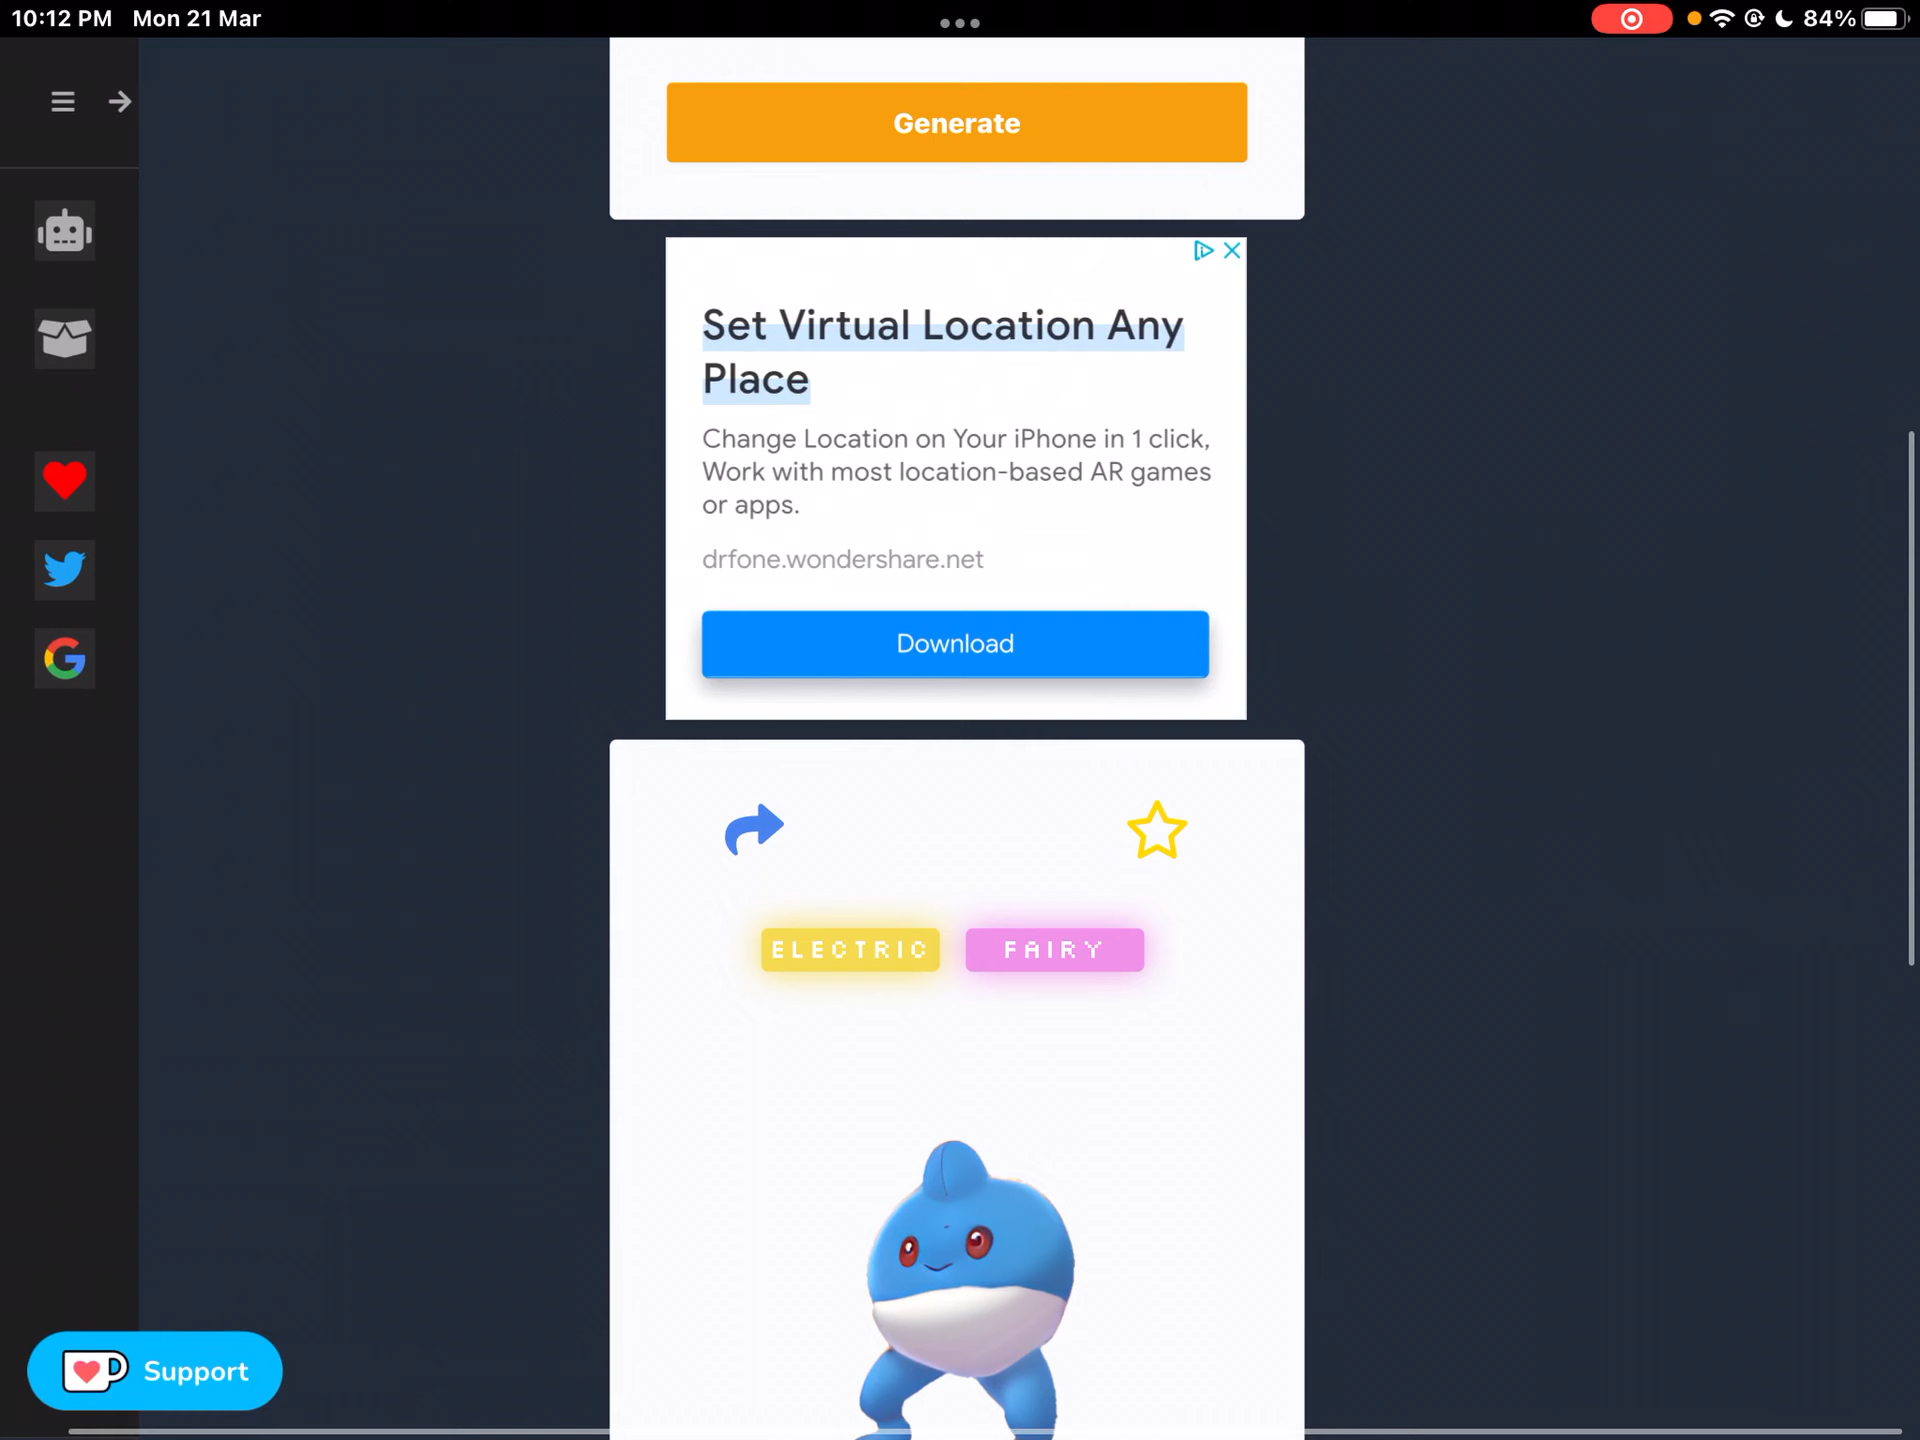 10:12 PM Mon 21 Mar
84%
Generate
Set Virtual Location Any
Place
Change Location on Your iPhone in 1 click,
Work with most location-based AR games
or apps.
drfone.wondershare.net
Download
ELECTRIC FAIRY
Support